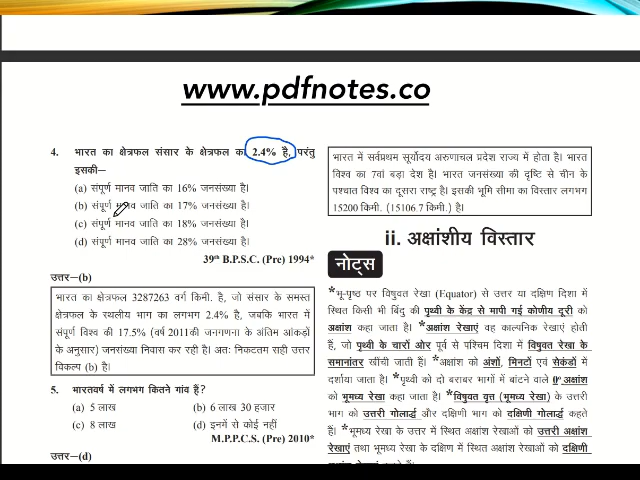 www.pdfnotes.co
4. भारत का क्षेत्रफल संसार के क्षेत्रफल का 2.4% है, परंतु
इसकी-
(a) संपूर्ण मानव जाति का 16% जनसंख्या है।
(b) संपूर्ण मानव जाति का 17% जनसंख्या है।
(c) संपूर्ण मानव जाति का 18% जनसंख्या है।
(d) संपूर्ण मानव जाति का 28% जनसंख्या है।
39th B.P.S.C. (Pre) 1994*
उत्तर-(b)
भारत का क्षेत्रफल 3287263 वर्ग किमी. है, जो संसार के समस्त
क्षेत्रफल के स्थलीय भाग का लगभग 2.4% है, जबकि भारत में
संपूर्ण विश्व की 17.5% (वर्ष 2011की जनगणना के अंतिम आंकड़ों
के अनुसार) जनसंख्या निवास कर रही है। अतः निकटतम सही उत्तर
विकल्प (b) है।
5. भारतवर्ष में लगभग कितने गांव हैं?
(a) 5 लाख (b) 6 लाख 30 हजार
(c) 8 लाख (d) इनमें से कोई नहीं
M.P.P.C.S. (Pre) 2010*
उत्तर-(d)
भारत में सर्वप्रथम सूर्योदय अरुणाचल प्रदेश राज्य में होता है। भारत
विश्व का 7वां बड़ा देश है। भारत जनसंख्या की दृष्टि से चीन के
पश्चात विश्व का दूसरा राष्ट्र है। इसकी भूमि सीमा का विस्तार लगभग
15200 किमी. (15106.7 किमी.) है।
ii. अक्षांशीय विस्तार
नोट्स
*भू-पृष्ठ पर विषुवत रेखा (Equator) से उत्तर या दक्षिण दिशा में
स्थित किसी भी बिंदु की पृथ्वी के केंद्र से मापी गई कोणीय दूरी को
अक्षांश कहा जाता है। *अक्षांश रेखाएं वह काल्पनिक रेखाएं होती
हैं, जो पृथ्वी के चारों ओर पूर्व से पश्चिम दिशा में विषुवत रेखा के
समानांतर खींची जाती हैं। *अक्षांश को अंशों, मिनटों एवं सेकंडों में
दर्शाया जाता है। *पृथ्वी को दो बराबर भागों में बांटने वाले 0° अक्षांश
को भूमध्य रेखा कहा जाता है। *विषुवत वृत्त (भूमध्य रेखा) के उत्तरी
भाग को उत्तरी गोलार्द्ध और दक्षिणी भाग को दक्षिणी गोलार्द्ध कहते
हैं। *भूमध्य रेखा के उत्तर में स्थित अक्षांश रेखाओं को उत्तरी अक्षांश
रेखाएं तथा भूमध्य रेखा के दक्षिण में स्थित अक्षांश रेखाओं को दक्षिणी